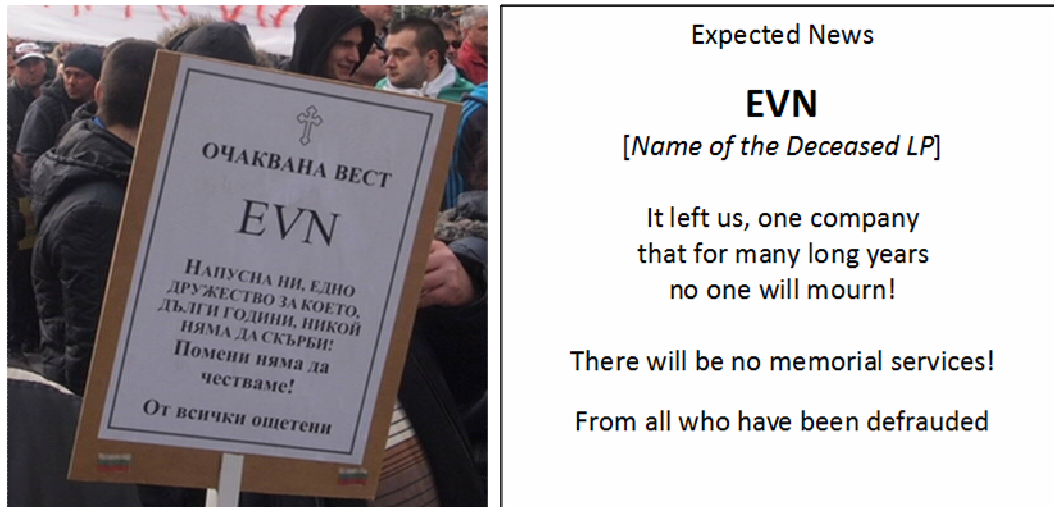 ОЧАКВАНА ВЕСТ
EVN
НАПУСНА НИ, ЕДНО
ДРУЖЕСТВО ЗА КОЕТО,
ДЪЛГИ ГОДИНИ, НИКОЙ
НЯМА ДА СКЪРБИ!
Помени няма да
честваме!
От всички ощетени
Expected News
EVN
[Name of the Deceased LP]
It left us, one company
that for many long years
no one will mourn!
There will be no memorial services!
From all who have been defrauded